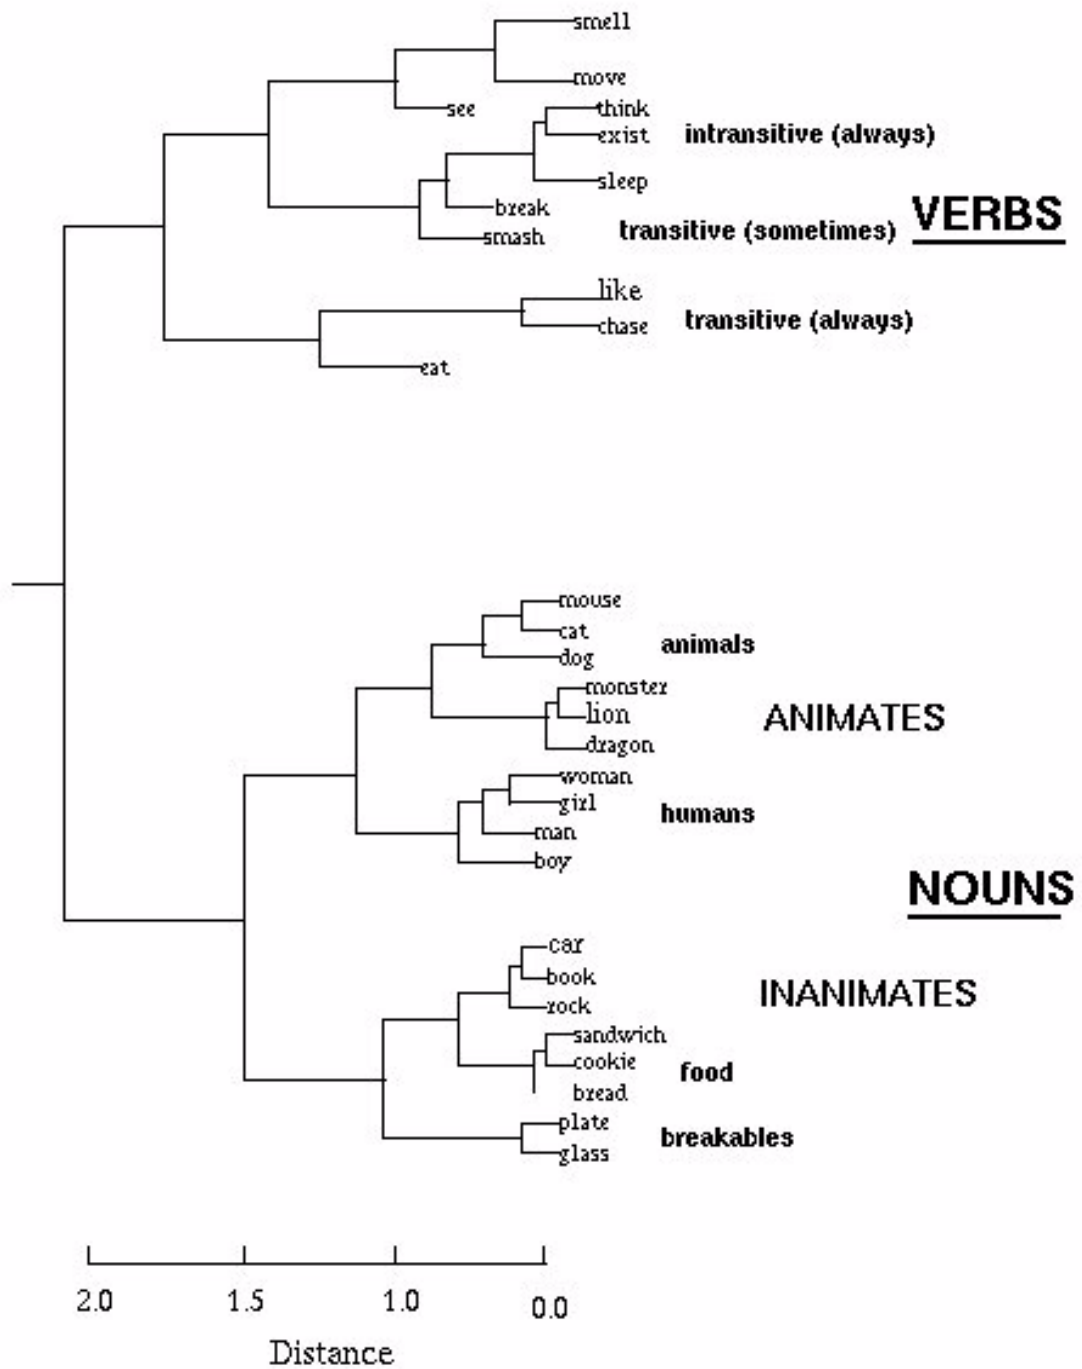 smell
move
see
think
exist
intransitive (always)
sleep
break
VERBS
smash
transitive (sometimes)
like
chase
transitive (always)
eat
mouse
cat
animals
dog
monster
lion
ANIMATES
dragon
woman
girl
humans
man
boy
NOUNS
car
book
INANIMATES
rock
sandwich
cookie
food
bread
plate
breakables
glass
2.0 1.5 1.0 0.0
Distance